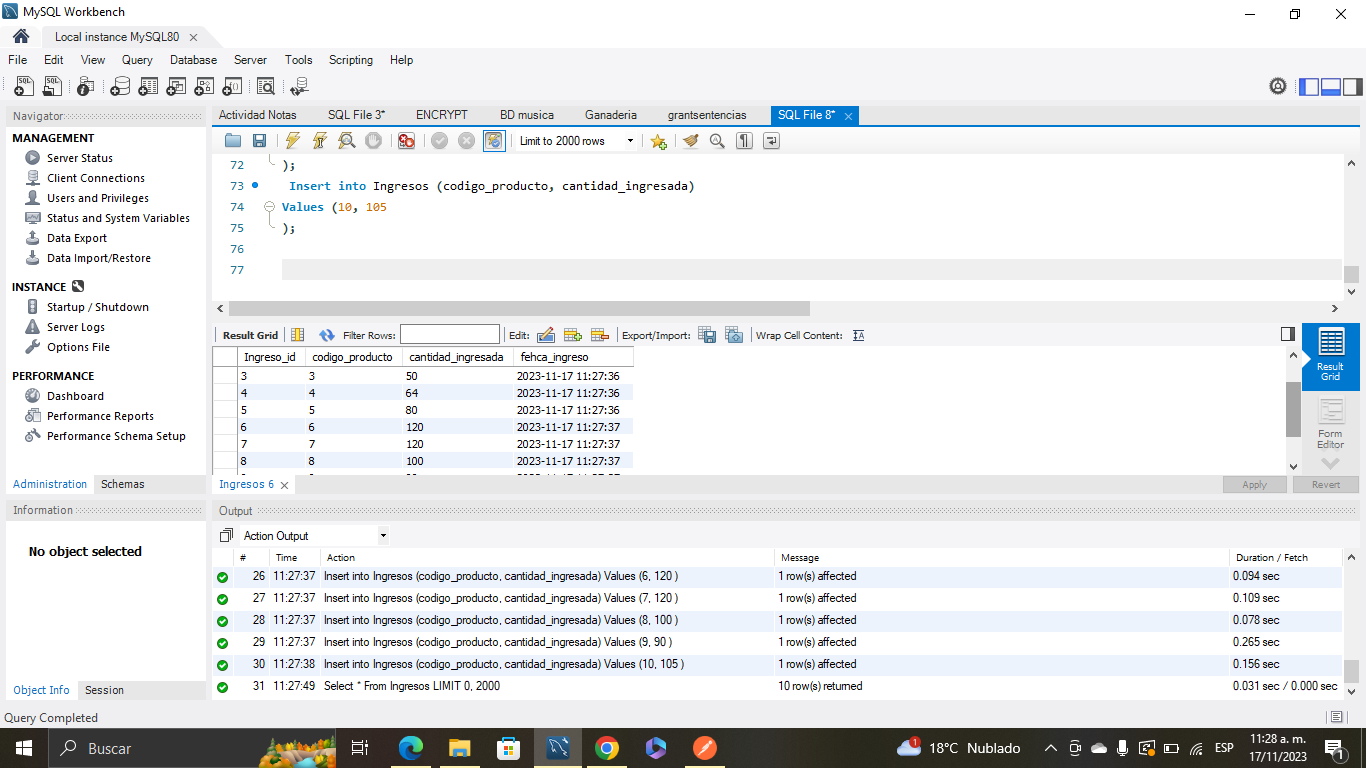 MySQL Workbench
Local instance MySQL80
File Edit View Query Database Server Tools Scripting Help
Navigator
MANAGEMENT
Server Status
Client Connections
Users and Privileges
Status and System Variables
Data Export
Data Import/Restore
INSTANCE
Startup / Shutdown
Server Logs
Options File
PERFORMANCE
Dashboard
Performance Reports
Performance Schema Setup
Administration Schemas
Information
No object selected
Object Info Session
Actividad Notas SQL File 3* ENCRYPT BD musica Ganaderia grantsentencias SQL File 8*
Limit to 2000 rows
72 );
73 Insert into Ingresos (codigo_producto, cantidad_ingresada)
74 Values (10, 105
75 );
76
77
Result Grid Filter Rows: Edit: Export/Import: Wrap Cell Content:
Ingreso_id codigo_producto cantidad_ingresada fehca_ingreso
3 3 50 2023-11-17 11:27:36
4 4 64 2023-11-17 11:27:36
5 5 80 2023-11-17 11:27:36
6 6 120 2023-11-17 11:27:37
7 7 120 2023-11-17 11:27:37
8 8 100 2023-11-17 11:27:37
Result
Grid
Form
Editor
Ingresos 6 Apply Revert
Output
Action Output
# Time Action Message Duration / Fetch
26 11:27:37 Insert into Ingresos (codigo_producto, cantidad_ingresada) Values (6, 120 ) 1 row(s) affected 0.094 sec
27 11:27:37 Insert into Ingresos (codigo_producto, cantidad_ingresada) Values (7, 120 ) 1 row(s) affected 0.109 sec
28 11:27:37 Insert into Ingresos (codigo_producto, cantidad_ingresada) Values (8, 100 ) 1 row(s) affected 0.078 sec
29 11:27:37 Insert into Ingresos (codigo_producto, cantidad_ingresada) Values (9, 90 ) 1 row(s) affected 0.265 sec
30 11:27:38 Insert into Ingresos (codigo_producto, cantidad_ingresada) Values (10, 105 ) 1 row(s) affected 0.156 sec
31 11:27:49 Select * From Ingresos LIMIT 0, 2000 10 row(s) returned 0.031 sec / 0.000 sec
Query Completed
Buscar
1
18°C Nublado
ESP
11:28 a. m.
17/11/2023
1